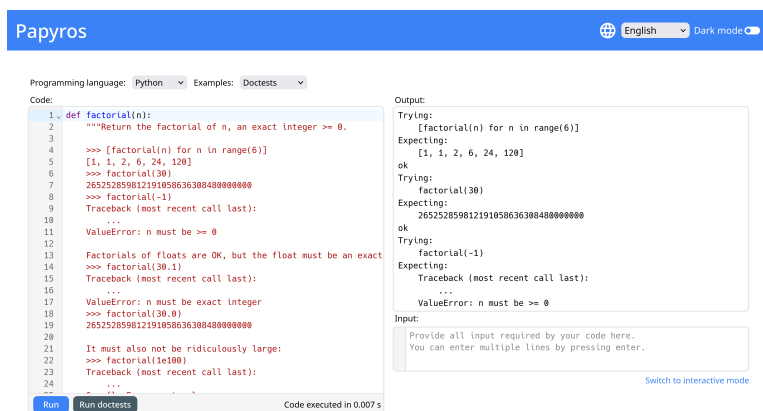 Papyros
English
Dark mode
Programming language: Python Examples: Doctests
Code:
1 def factorial(n):
2 """Return the factorial of n, an exact integer >= 0.
3
4 >>> [factorial(n) for n in range(6)]
5 [1, 1, 2, 6, 24, 120]
6 >>> factorial(30)
7 265252859812191058636308480000000
8 >>> factorial(-1)
9 Traceback (most recent call last):
10 ...
11 ValueError: n must be >= 0
12
13 Factorials of floats are OK, but the float must be an exact
14 >>> factorial(30.1)
15 Traceback (most recent call last):
16 ...
17 ValueError: n must be exact integer
18 >>> factorial(30.0)
19 265252859812191058636308480000000
20
21 It must also not be ridiculously large:
22 >>> factorial(1e100)
23 Traceback (most recent call last):
24 ...
Run
Run doctests
Code executed in 0.007 s
Output:
Trying:
[factorial(n) for n in range(6)]
Expecting:
[1, 1, 2, 6, 24, 120]
ok
Trying:
factorial(30)
Expecting:
265252859812191058636308480000000
ok
Trying:
factorial(-1)
Expecting:
Traceback (most recent call last):
...
ValueError: n must be >= 0
Input:
Provide all input required by your code here.
You can enter multiple lines by pressing enter.
Switch to interactive mode